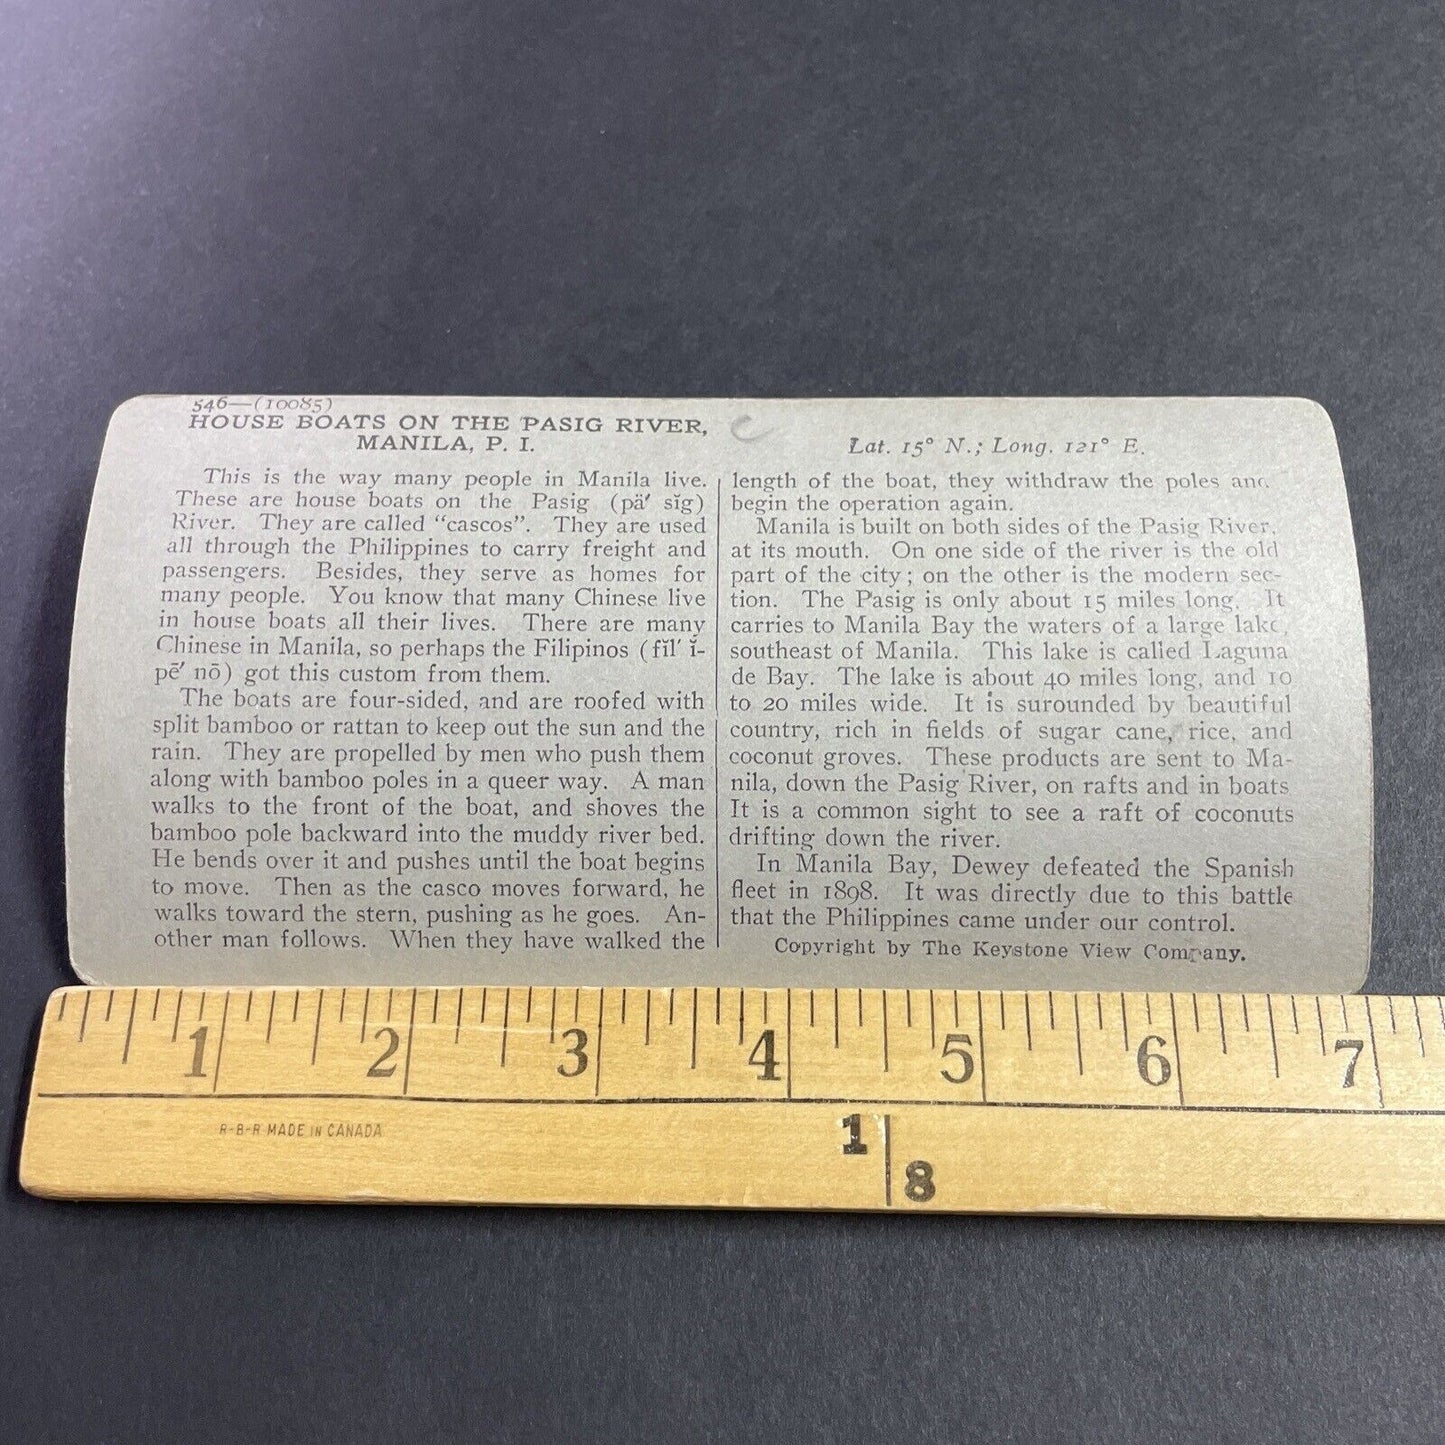 546—(10085)
HOUSE BOATS ON THE PASIG RIVER,
MANILA, P. I.
This is the way many people in Manila live.
These are house boats on the Pasig (pä′ sĭg)
River. They are called "cascos". They are used
all through the Philippines to carry freight and
passengers. Besides, they serve as homes for
many people. You know that many Chinese live
in house boats all their lives. There are many
Chinese in Manila, so perhaps the Filipinos (fĭl′ ĭ-
pē′ nō) got this custom from them.
The boats are four-sided, and are roofed with
split bamboo or rattan to keep out the sun and the
rain. They are propelled by men who push them
along with bamboo poles in a queer way. A man
walks to the front of the boat, and shoves the
bamboo pole backward into the muddy river bed.
He bends over it and pushes until the boat begins
to move. Then as the casco moves forward, he
walks toward the stern, pushing as he goes. An-
other man follows. When they have walked the
Lat. 15° N.; Long. 121° E.
length of the boat, they withdraw the poles and
begin the operation again.
Manila is built on both sides of the Pasig River,
at its mouth. On one side of the river is the old
part of the city; on the other is the modern sec-
tion. The Pasig is only about 15 miles long. It
carries to Manila Bay the waters of a large lake,
southeast of Manila. This lake is called Laguna
de Bay. The lake is about 40 miles long, and 10
to 20 miles wide. It is surounded by beautiful
country, rich in fields of sugar cane, rice, and
coconut groves. These products are sent to Ma-
nila, down the Pasig River, on rafts and in boats
It is a common sight to see a raft of coconuts
drifting down the river.
In Manila Bay, Dewey defeated the Spanish
fleet in 1898. It was directly due to this battle
that the Philippines came under our control.
Copyright by The Keystone View Company.
1 2 3 4 5 6 7
R-B-R MADE IN CANADA
1
8